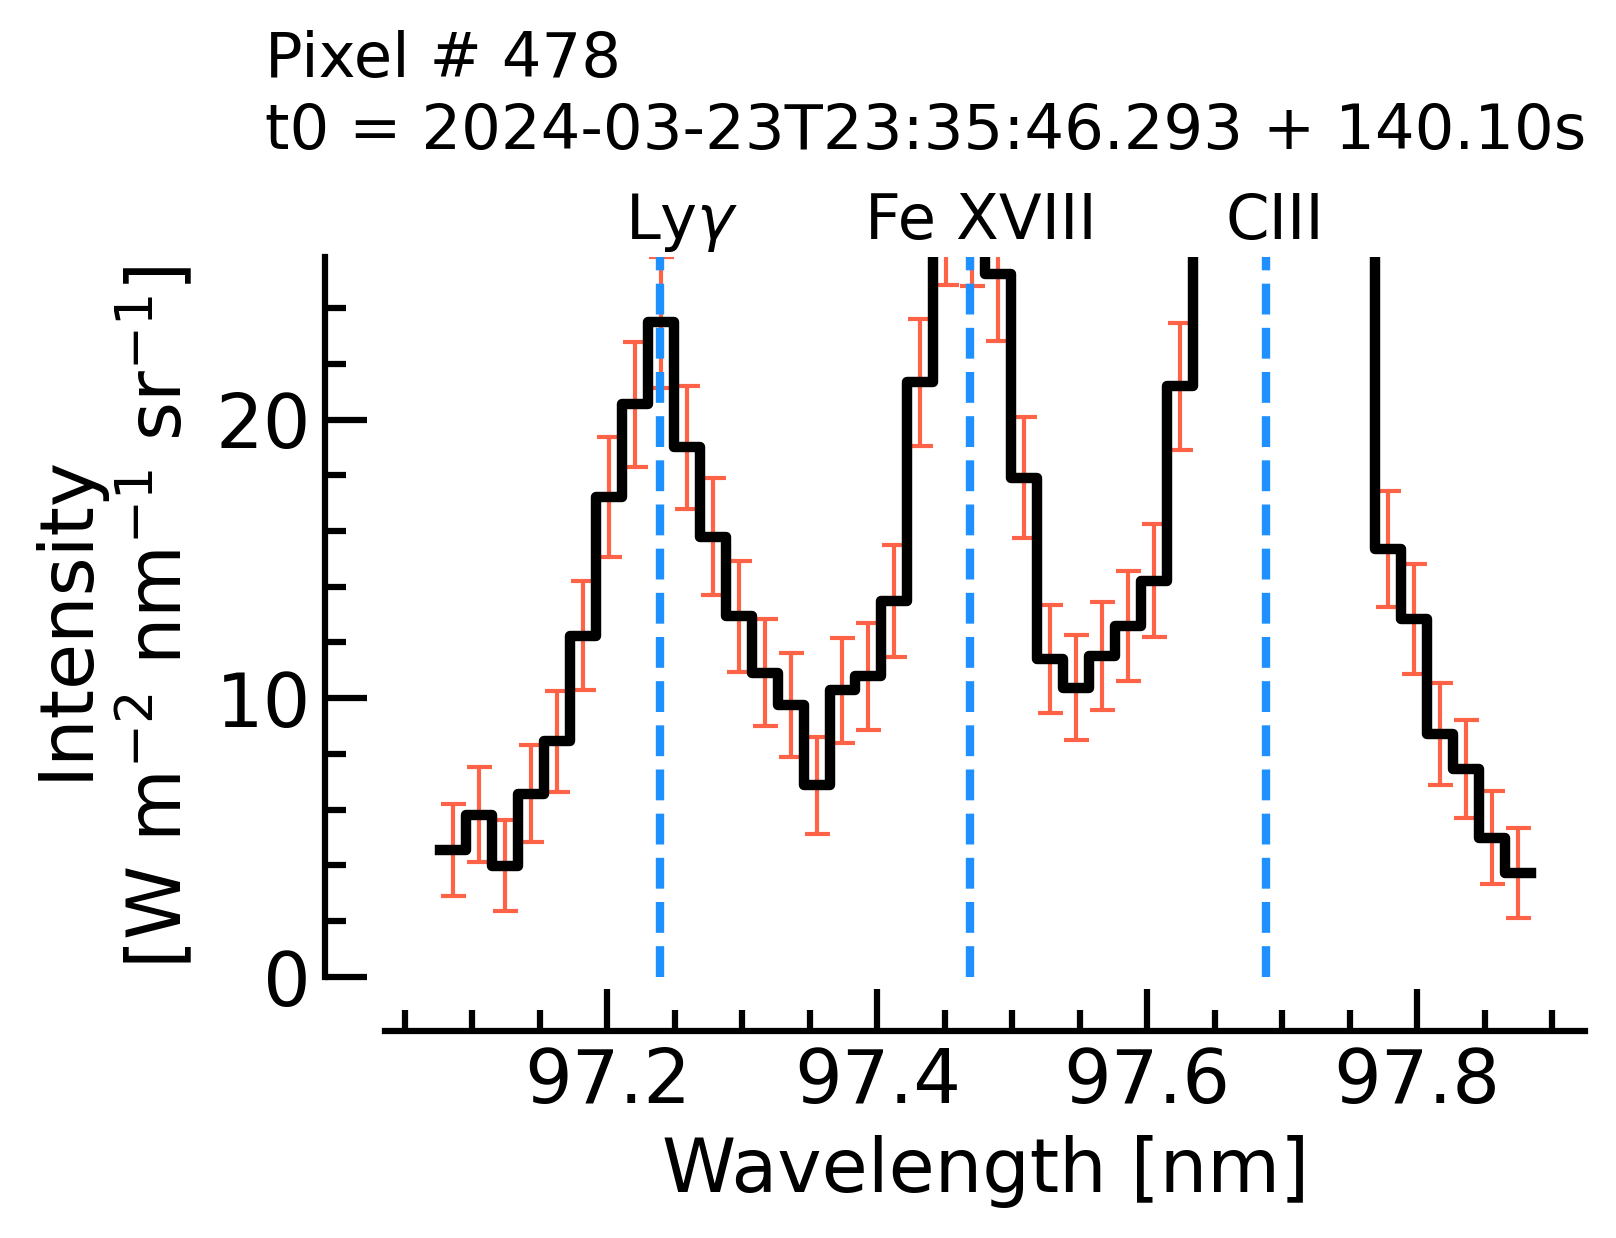 Pixel # 478
t0 = 2024-03-23T23:35:46.293 + 140.10s
Lyγ Fe XVIII CIII
Intensity
[W m⁻² nm⁻¹ sr⁻¹]
20
10
0
97.2 97.4 97.6 97.8
Wavelength [nm]